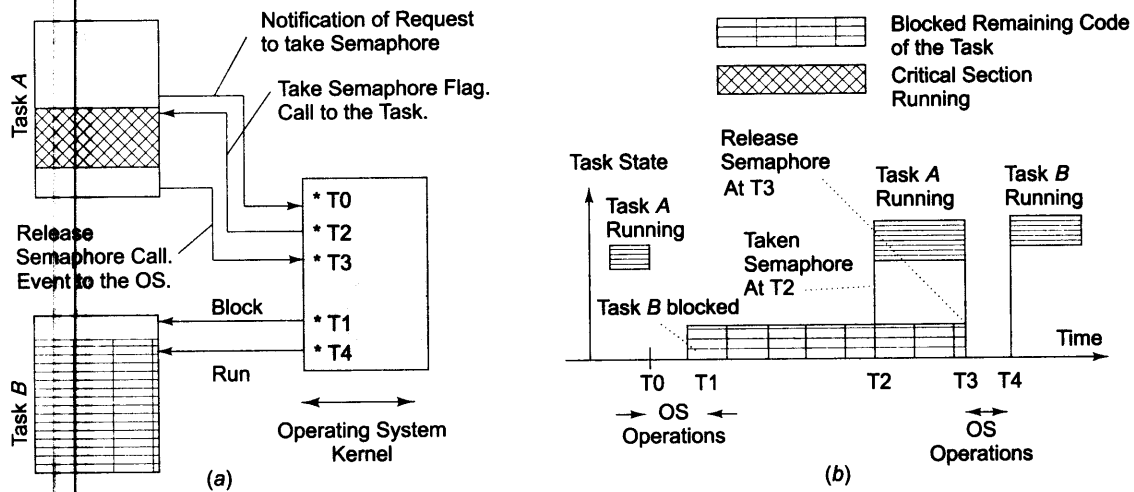 Notification of Request
to take Semaphore
Take Semaphore Flag.
Call to the Task.
Task A
* T0
* T2
* T3
Release
Semaphore Call.
Event to the OS.
Block
* T1
* T4
Run
Task B
Operating System
Kernel
(a)
Blocked Remaining Code
of the Task
Critical Section
Running
Task State
Release
Semaphore
At T3
Task A
Running
Task B
Running
Task A
Running
Taken
Semaphore
At T2
Task B blocked
Time
T0
T1
T2
T3
T4
OS
Operations
OS
Operations
(b)